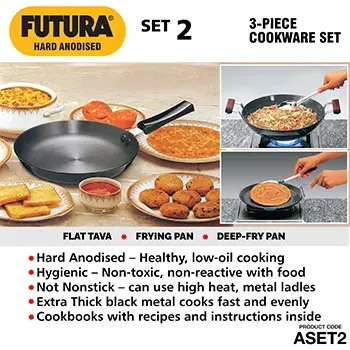 FUTURA®
HARD ANODISED
SET 2
3-PIECE
COOKWARE SET
FLAT TAVA • FRYING PAN • DEEP-FRY PAN
• Hard Anodised – Healthy, low-oil cooking
• Hygienic – Non-toxic, non-reactive with food
• Not Nonstick – can use high heat, metal ladles
• Extra Thick black metal cooks fast and evenly
• Cookbooks with recipes and instructions inside
PRODUCT CODE
ASET2